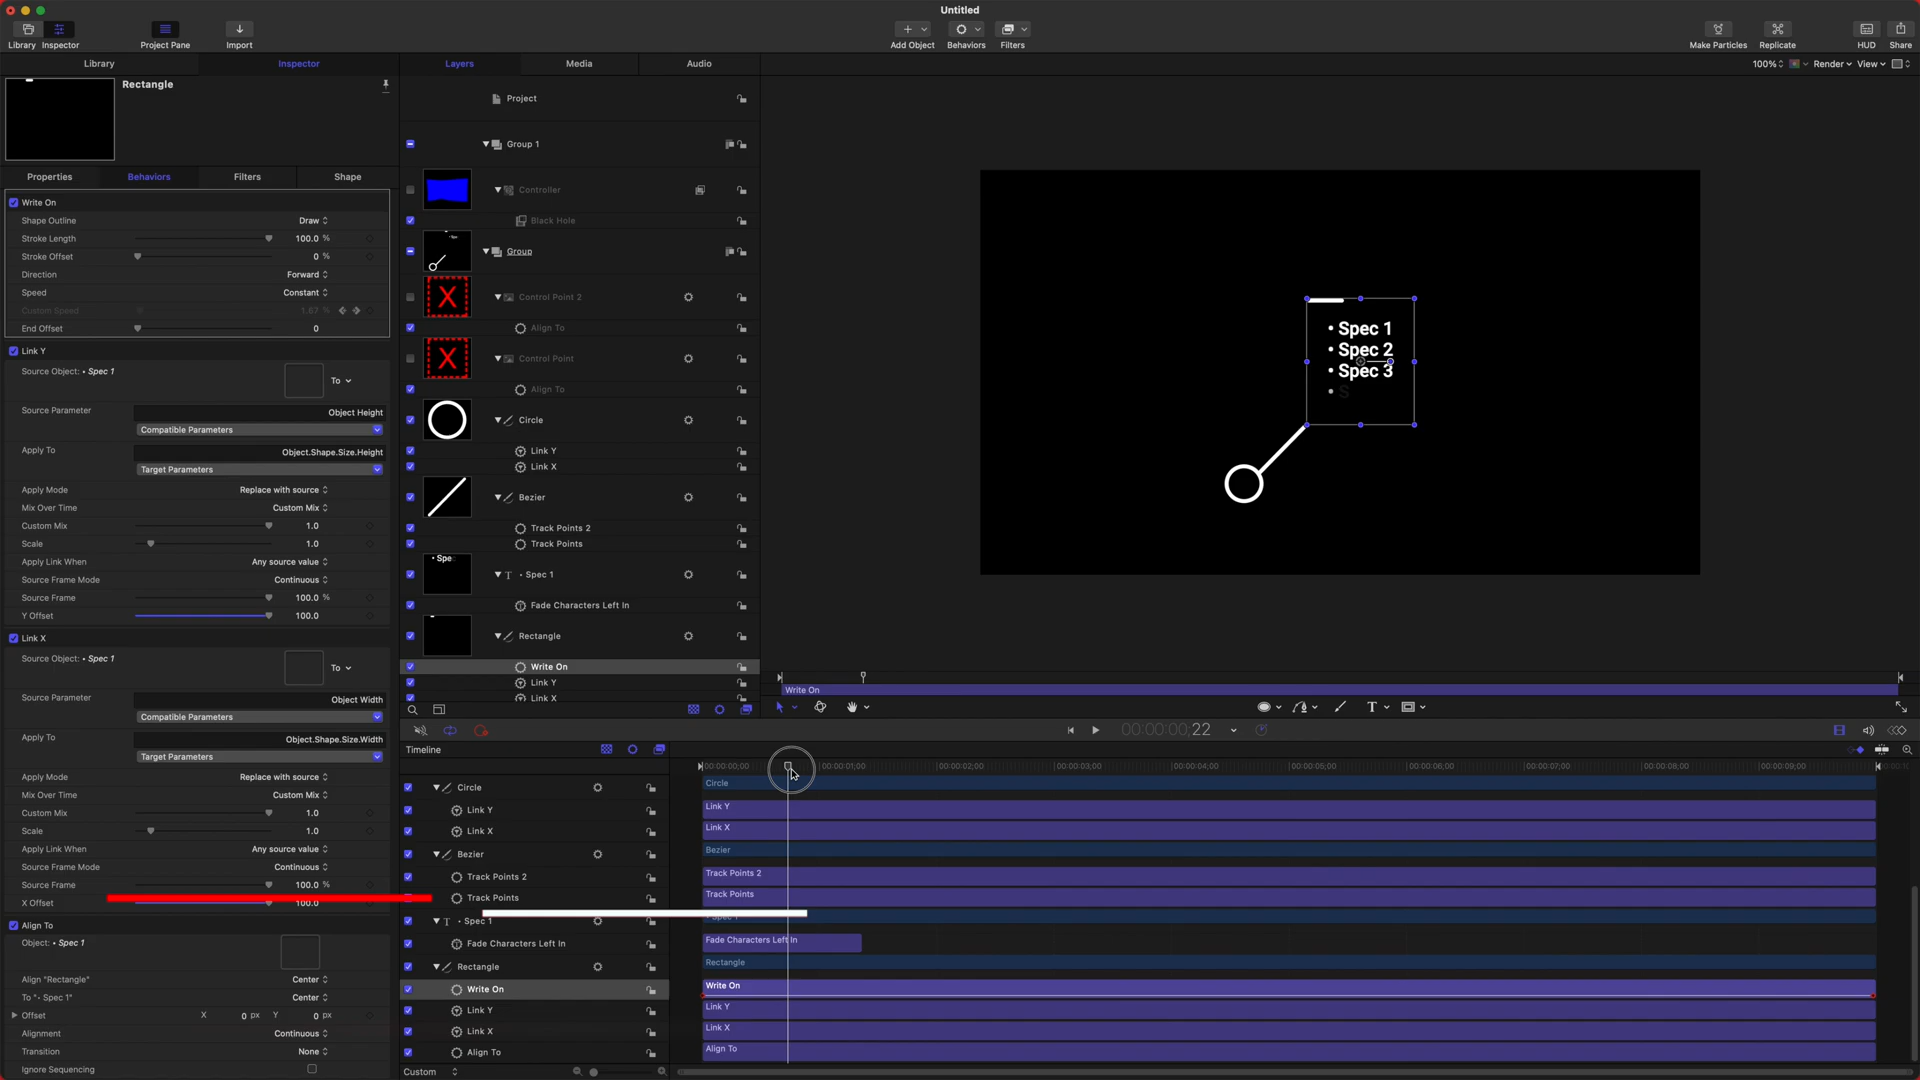 Untitled
Library
Inspector
Project Pane
Import
Add Object
Behaviors
Filters
Make Particles
Replicate
HUD
Share
Library
Inspector
Layers
Media
Audio
100%
Render
View
Rectangle
Properties
Behaviors
Filters
Shape
Write On
Shape Outline Draw
Stroke Length 100.0 %
Stroke Offset 0 %
Direction Forward
Speed Constant
Custom Speed 1.67 %
End Offset 0
Link Y
Source Object: • Spec 1 To
Source Parameter Object Height
Compatible Parameters
Apply To Object.Shape.Size.Height
Target Parameters
Apply Mode Replace with source
Mix Over Time Custom Mix
Custom Mix 1.0
Scale 1.0
Apply Link When Any source value
Source Frame Mode Continuous
Source Frame 100.0 %
Y Offset 100.0
Link X
Source Object: • Spec 1 To
Source Parameter Object Width
Compatible Parameters
Apply To Object.Shape.Size.Width
Target Parameters
Apply Mode Replace with source
Mix Over Time Custom Mix
Custom Mix 1.0
Scale 1.0
Apply Link When Any source value
Source Frame Mode Continuous
Source Frame 100.0 %
X Offset 100.0
Align To
Object: • Spec 1
Align "Rectangle" Center
To "• Spec 1" Center
Offset X 0 px Y 0 px
Alignment Continuous
Transition None
Ignore Sequencing
Project
Group 1
Controller
Black Hole
Group
X
Control Point 2
Align To
X
Control Point
Align To
Circle
Link Y
Link X
Bezier
Track Points 2
Track Points
• Spe
T • Spec 1
Fade Characters Left In
Rectangle
Write On
Link Y
Link X
• Spec 1
• Spec 2
• Spec 3
• S
Write On
T
00:00:00;22
Timeline
00:00:00;00
00:00:01;00
00:00:02;00
00:00:03;00
00:00:04;00
00:00:05;00
00:00:06;00
00:00:07;00
00:00:08;00
00:00:09;00
Circle
Link Y
Link X
Bezier
Track Points 2
Track Points
T • Spec 1
Fade Characters Left In
Rectangle
Write On
Link Y
Link X
Align To
Custom
Circle
Link Y
Link X
Bezier
Track Points 2
Track Points
Fade Characters Left In
Rectangle
Write On
Link Y
Link X
Align To